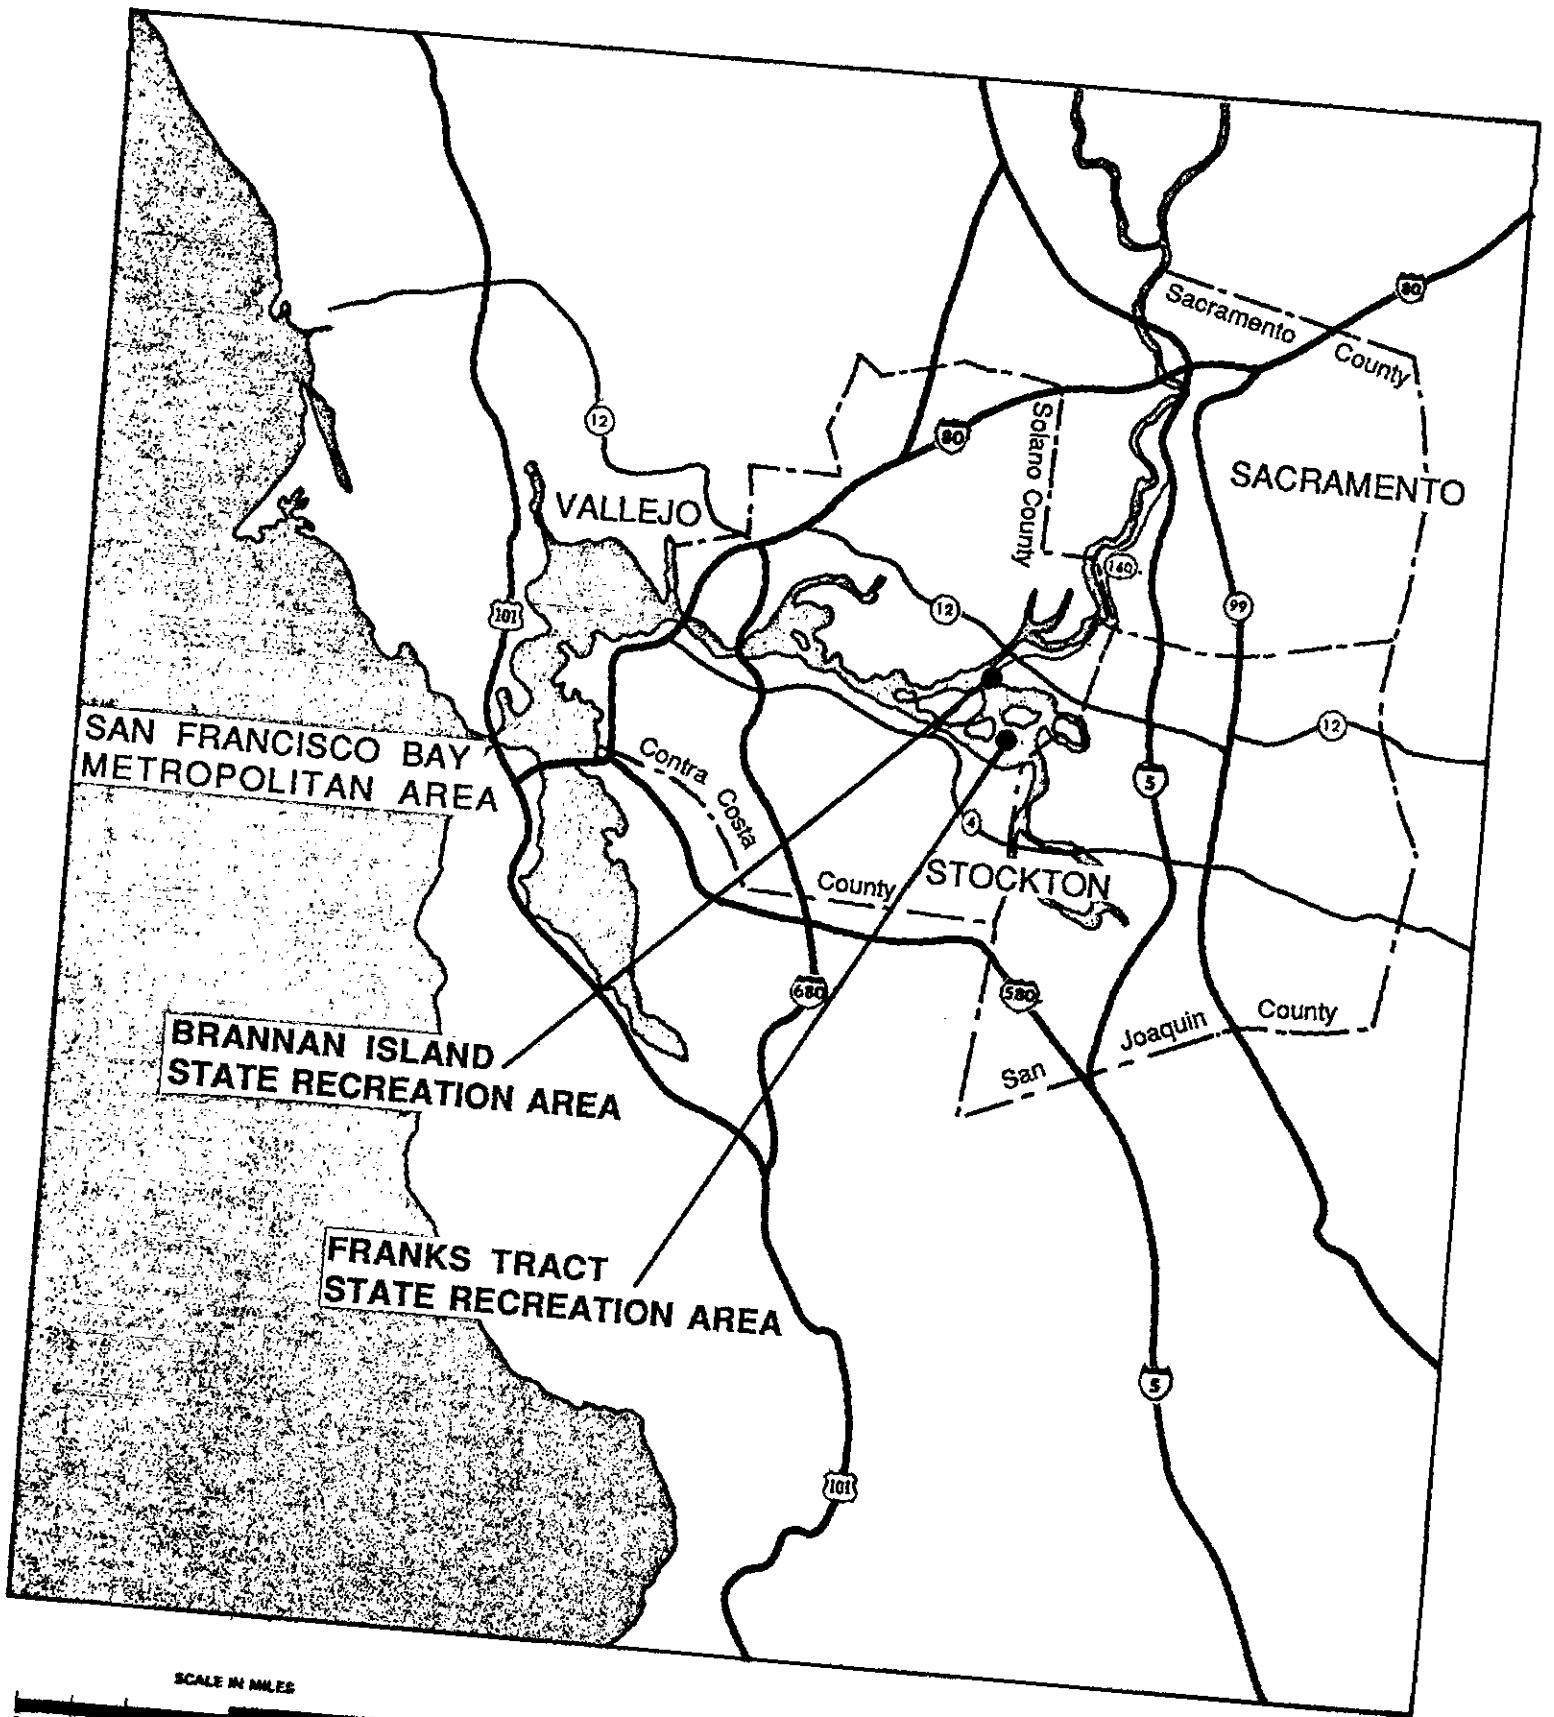 80
Sacramento
County
12
80
Solano County
SACRAMENTO
VALLEJO
160
101
12
99
SAN FRANCISCO BAY
METROPOLITAN AREA
12
Contra
Costa
5
4
County
STOCKTON
680
580
San
Joaquin
County
BRANNAN ISLAND
STATE RECREATION AREA
FRANKS TRACT
STATE RECREATION AREA
5
101
SCALE IN MILES